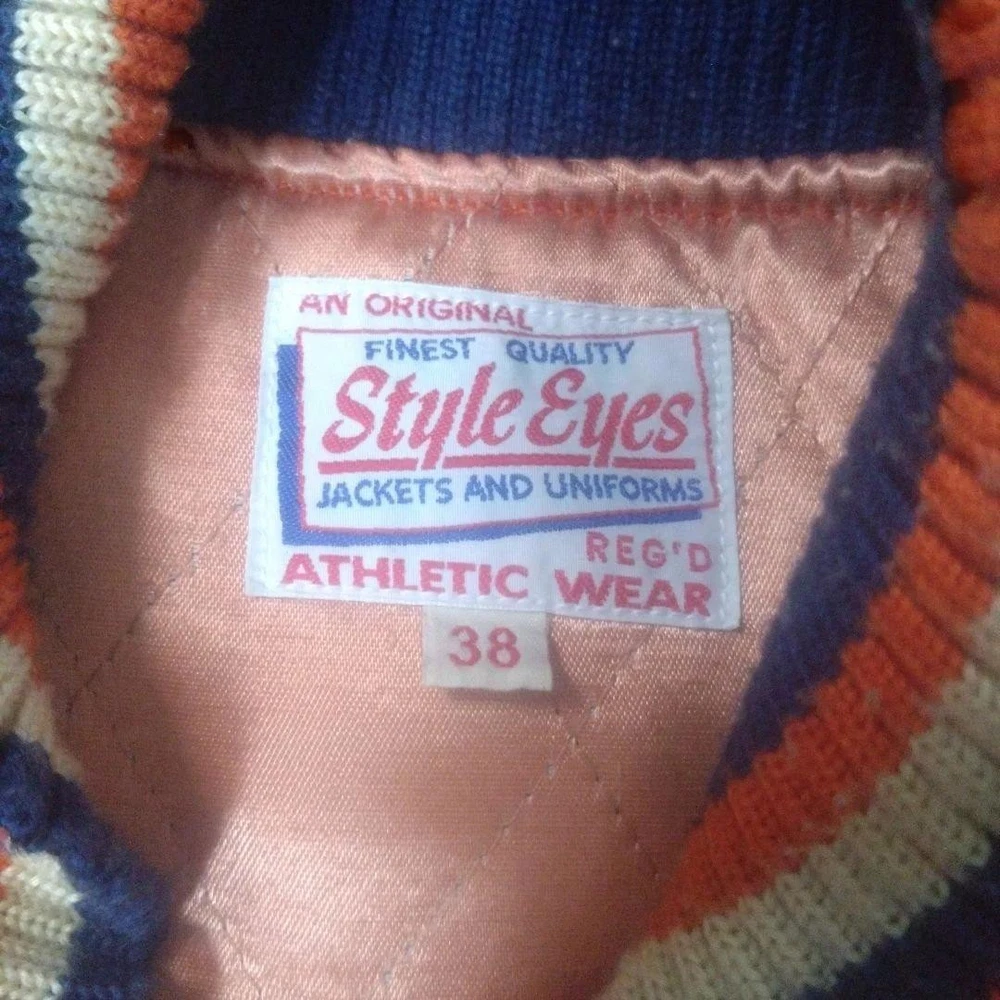 AN ORIGINAL
FINEST QUALITY
Style Eyes
JACKETS AND UNIFORMS
REG'D
ATHLETIC WEAR
38